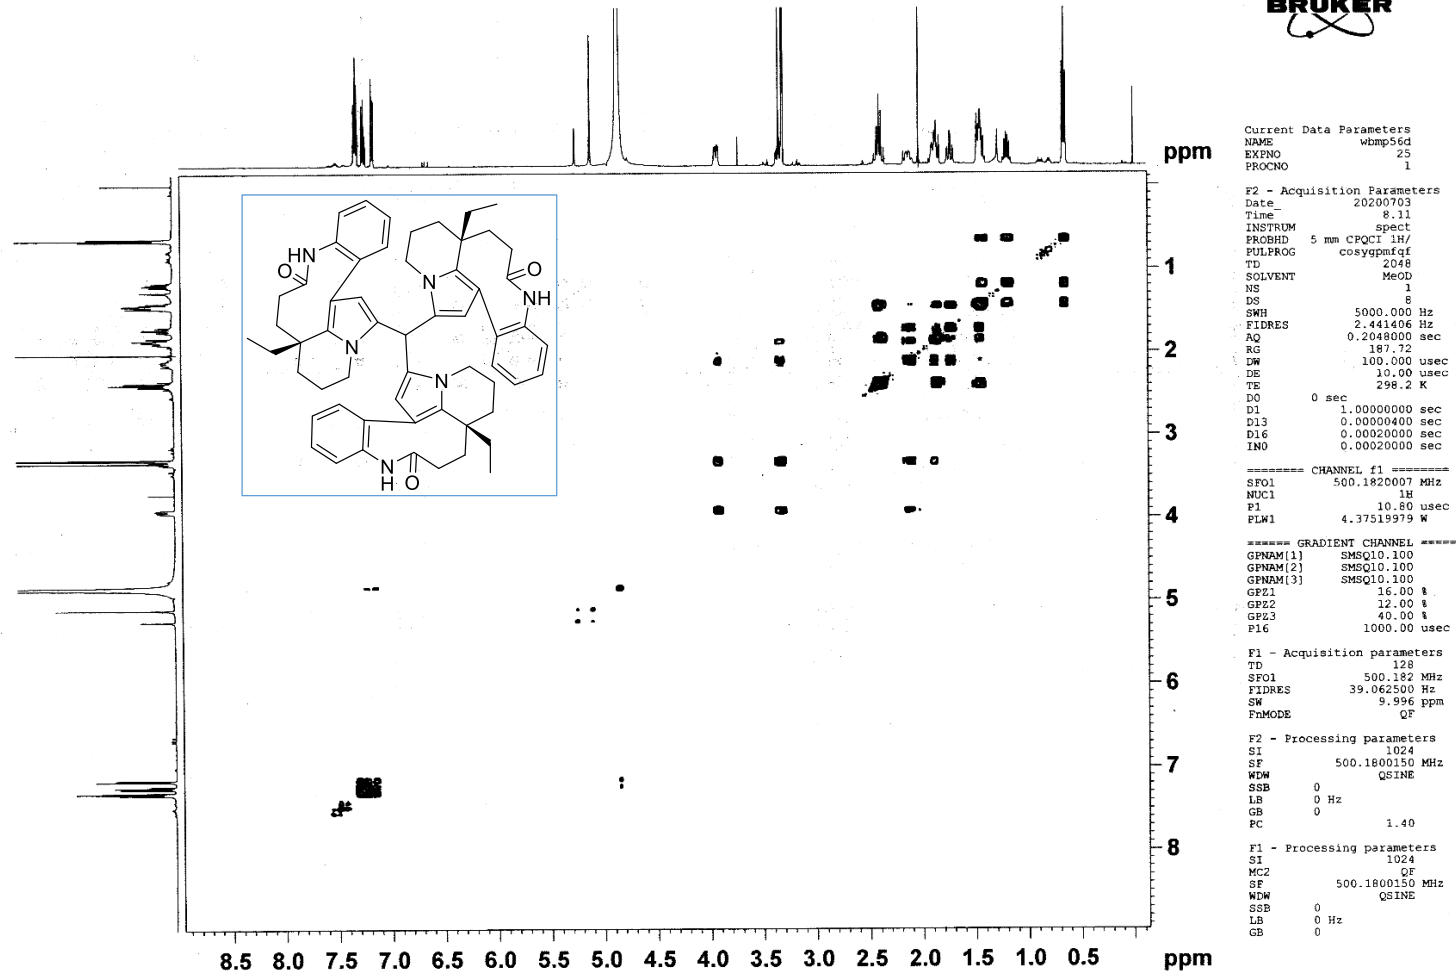 BRUKER
ppm
Current Data Parameters
NAME wbmp56d
EXPNO 25
PROCNO 1
F2 - Acquisition Parameters
Date_ 20200703
Time 8.11
INSTRUM spect
PROBHD 5 mm CPQCI 1H/
PULPROG cosygpmfqf
TD 2048
SOLVENT MeOD
NS 1
DS 8
SWH 5000.000 Hz
FIDRES 2.441406 Hz
AQ 0.2048000 sec
RG 187.72
DW 100.000 usec
DE 10.00 usec
TE 298.2 K
D0 0 sec
D1 1.00000000 sec
D13 0.00000400 sec
D16 0.00020000 sec
IN0 0.00020000 sec
======== CHANNEL f1 ========
SFO1 500.1820007 MHz
NUC1 1H
P1 10.80 usec
PLW1 4.37519979 W
====== GRADIENT CHANNEL =====
GPNAM[1] SMSQ10.100
GPNAM[2] SMSQ10.100
GPNAM[3] SMSQ10.100
GPZ1 16.00 %
GPZ2 12.00 %
GPZ3 40.00 %
P16 1000.00 usec
F1 - Acquisition parameters
TD 128
SFO1 500.182 MHz
FIDRES 39.062500 Hz
SW 9.996 ppm
FnMODE QF
F2 - Processing parameters
SI 1024
SF 500.1800150 MHz
WDW QSINE
SSB 0
LB 0 Hz
GB 0
PC 1.40
F1 - Processing parameters
SI 1024
MC2 QF
SF 500.1800150 MHz
WDW QSINE
SSB 0
LB 0 Hz
GB 0
HN
O
N
O
NH
N
N
N
H
O
1
2
3
4
5
6
7
8
8.5 8.0 7.5 7.0 6.5 6.0 5.5 5.0 4.5 4.0 3.5 3.0 2.5 2.0 1.5 1.0 0.5 ppm